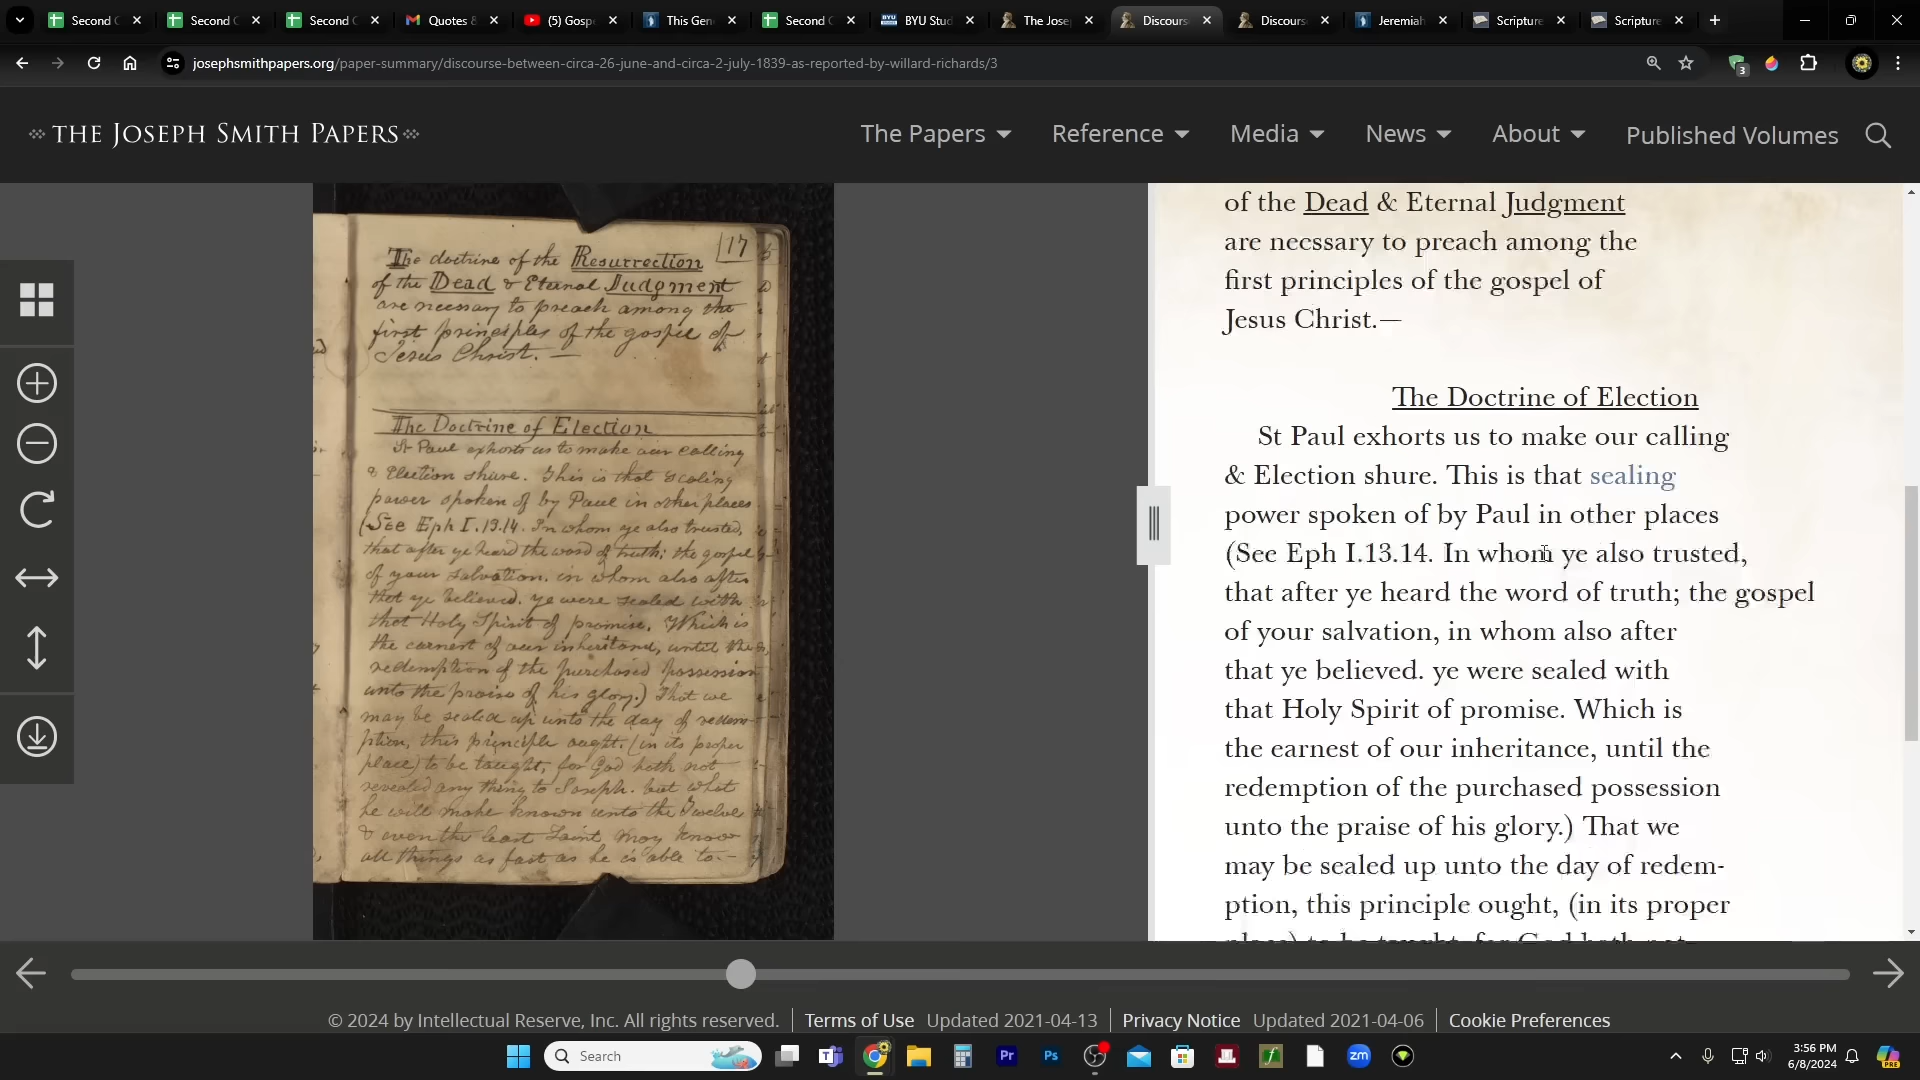 Second C
Second C
Second C
Quotes &
(5) Gosp
This Gen
Second C
BYU Stud
The Jose
Discours
Discours
Jeremiah
Scripture
Scripture
josephsmithpapers.org/paper-summary/discourse-between-circa-26-june-and-circa-2-july-1839-as-reported-by-willard-richards/3
3
THE JOSEPH SMITH PAPERS
The Papers
Reference
Media
News
About
Published Volumes
17
The doctrine of the Resurrection
of the Dead & Eternal Judgment
are necessary to preach among the
first principles of the gospel of
Jesus Christ. —
The Doctrine of Election
St Paul exhorts us to make our calling
& Election shure. This is that sealing
power spoken of by Paul in other places
(See Eph I.13.14. In whom ye also trusted,
that after ye heard the word of truth; the gospel
of your salvation. in whom also after
that ye believed. ye were sealed with
that Holy Spirit of promise. Which is
the earnest of our inheritance, until the
redemption of the purchased possession
unto the praise of his glory.) That we
may be sealed up unto the day of redem-
ption, this principle ought, (in its proper
place) to be taught, for God hath not
revealed any thing to Joseph. but what
he will make known unto the Twelve
& even the least Saint may know
all things as fast as he is able to.—
of the Dead & Eternal Judgment
are necessary to preach among the
first principles of the gospel of
Jesus Christ.—
The Doctrine of Election
St Paul exhorts us to make our calling
& Election shure. This is that sealing
power spoken of by Paul in other places
(See Eph I.13.14. In whom ye also trusted,
that after ye heard the word of truth; the gospel
of your salvation, in whom also after
that ye believed. ye were sealed with
that Holy Spirit of promise. Which is
the earnest of our inheritance, until the
redemption of the purchased possession
unto the praise of his glory.) That we
may be sealed up unto the day of redem-
ption, this principle ought, (in its proper
place) to be taught, for God hath not
© 2024 by Intellectual Reserve, Inc. All rights reserved. | Terms of Use Updated 2021-04-13 | Privacy Notice Updated 2021-04-06 | Cookie Preferences
Search
Pr
Ps
zm
3:56 PM
6/8/2024